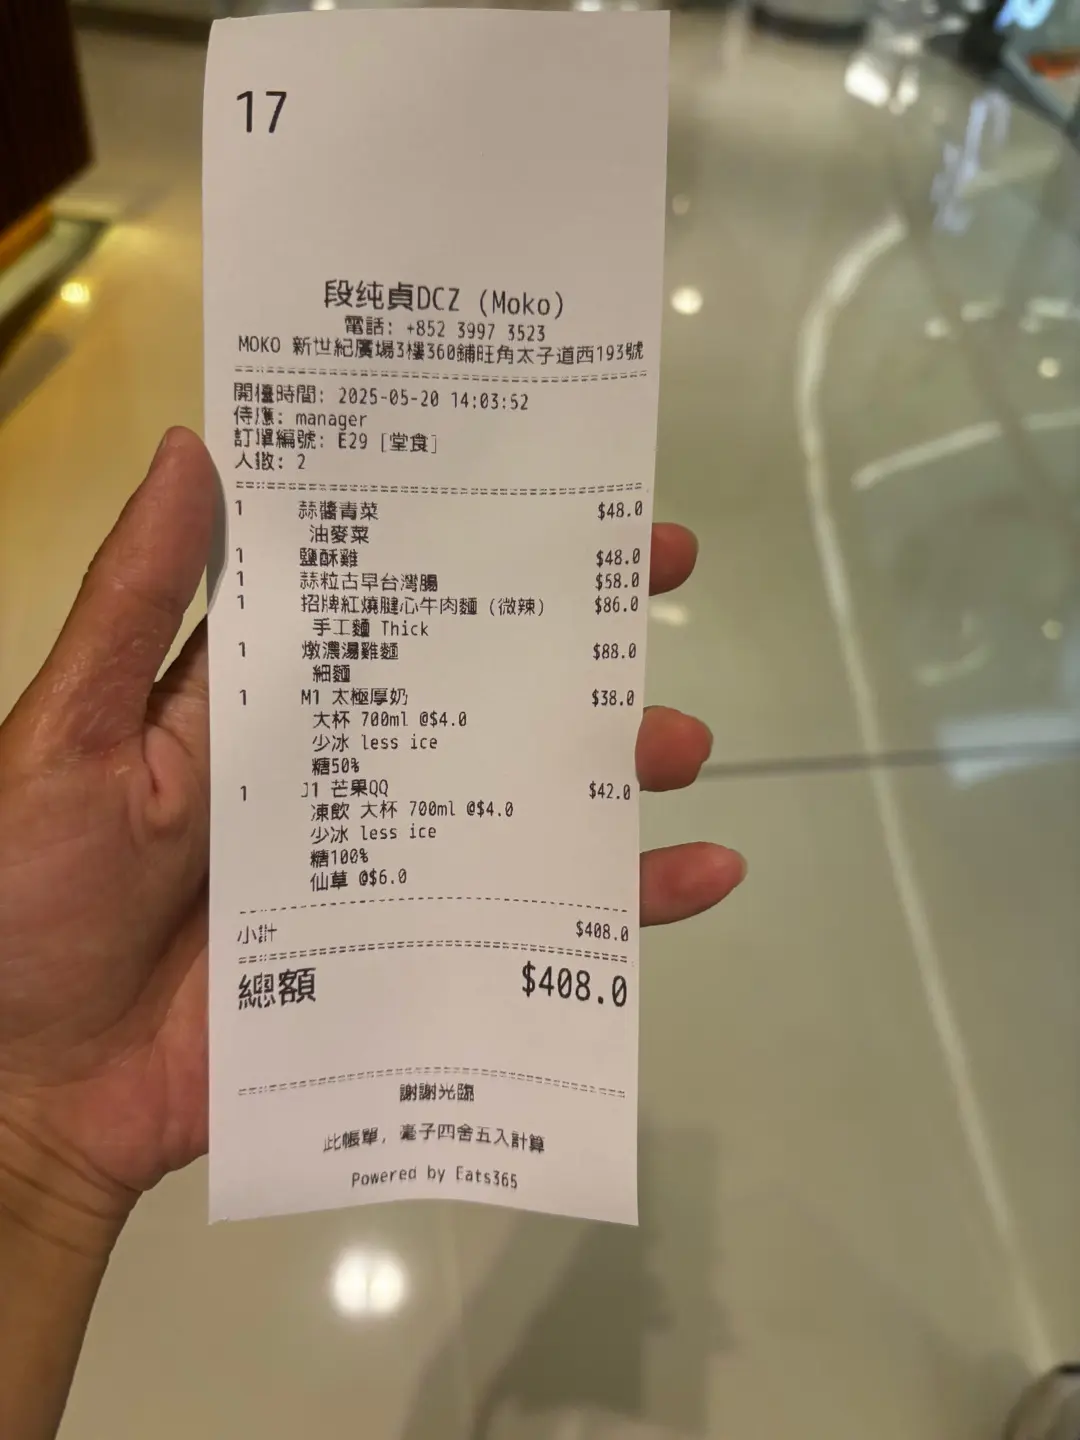 17
段纯貞DCZ (Moko)
電話: +852 3997 3523
MOKO 新世紀廣場3樓360鋪旺角太子道西193號
開檯時間: 2025-05-20 14:03:52
侍應: manager
訂單編號: E29 [堂食]
人數: 2
1 蒜醬青菜 $48.0
油麥菜
1 鹽酥雞 $48.0
1 蒜粒古早台灣腸 $58.0
1 招牌紅燒腱心牛肉麵 (微辣) $86.0
手工麵 Thick
1 燉濃湯雞麵 $88.0
細麵
1 M1 太極厚奶 $38.0
大杯 700ml @$4.0
少冰 less ice
糖50%
1 J1 芒果QQ $42.0
凍飲 大杯 700ml @$4.0
少冰 less ice
糖100%
仙草 @$6.0
小計 $408.0
總額 $408.0
謝謝光臨
此帳單, 毫子四舍五入計算
Powered by Eats365